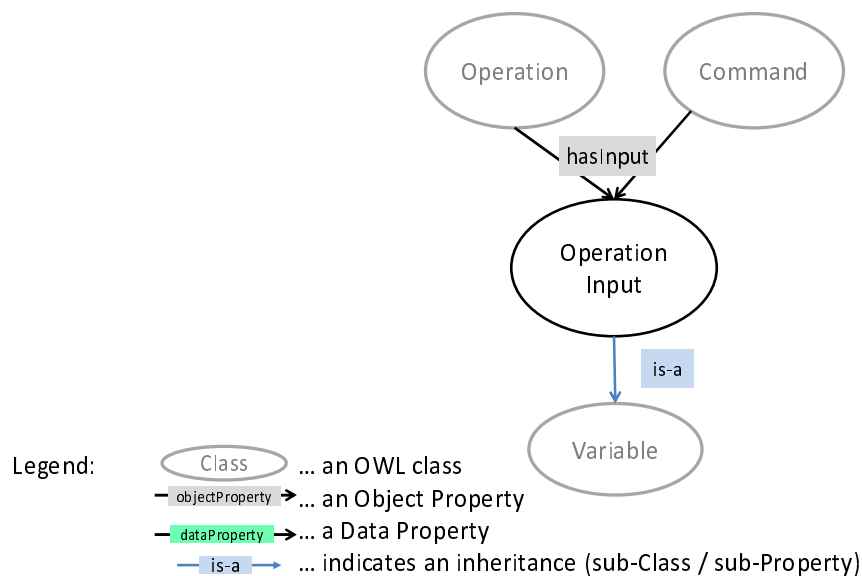 Operation
Command
hasInput
Operation
Input
is-a
Variable
Legend:
Class
... an OWL class
objectProperty
... an Object Property
dataProperty
... a Data Property
is-a
... indicates an inheritance (sub-Class / sub-Property)